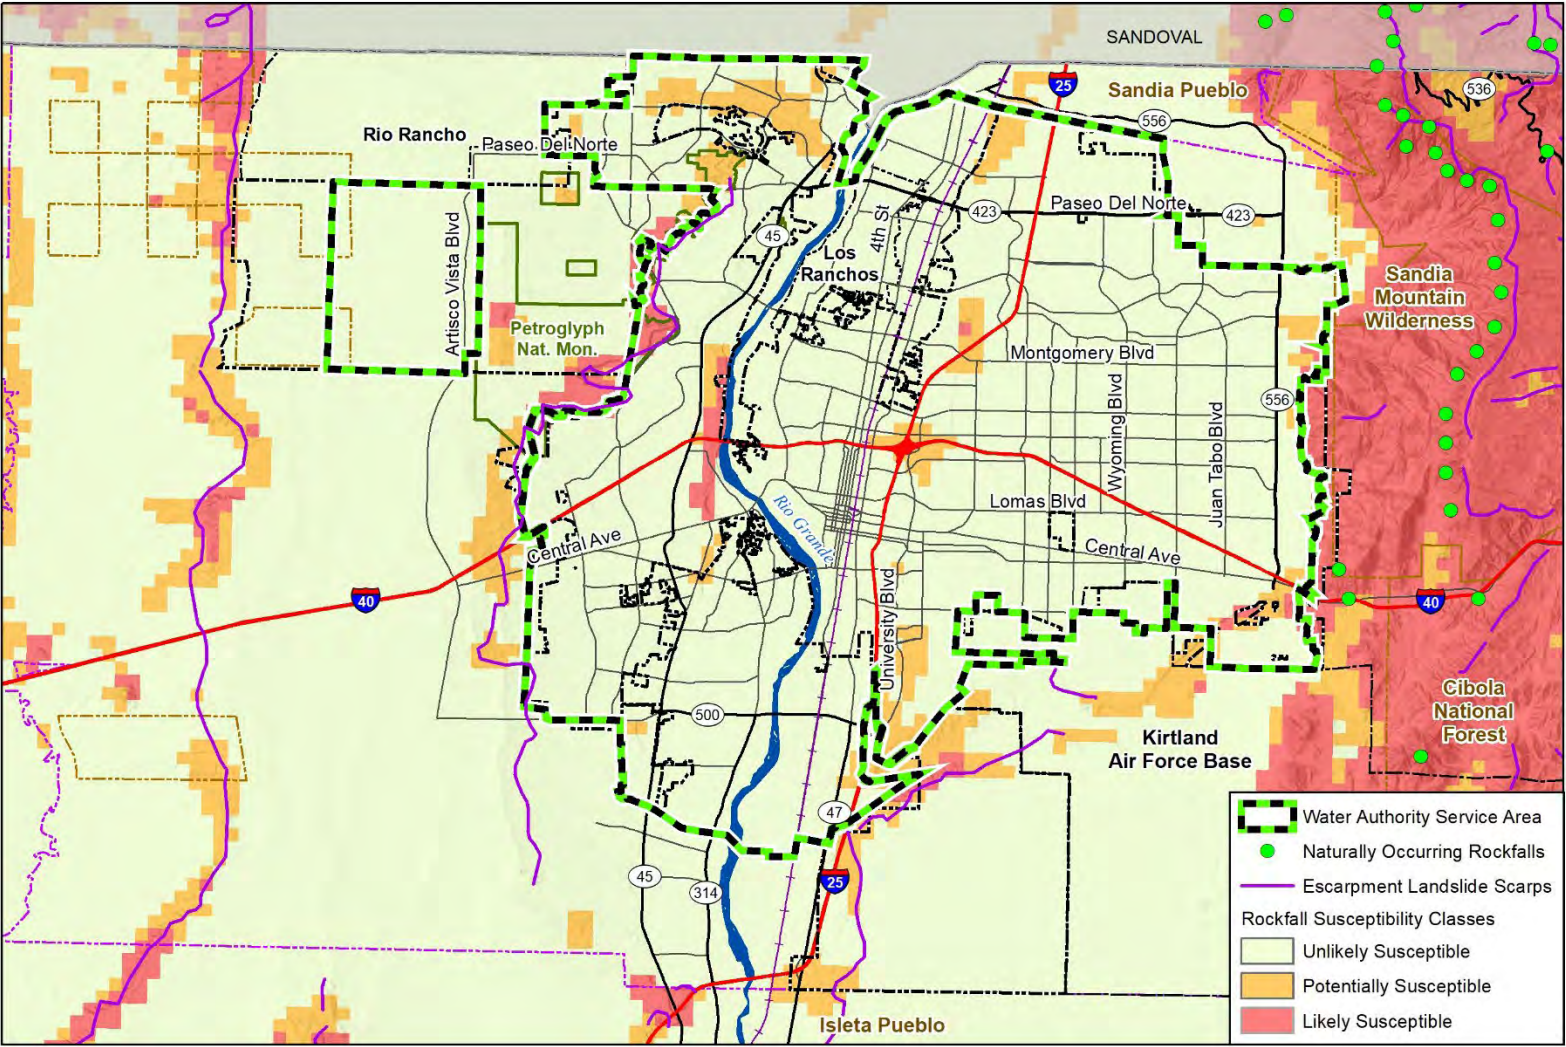 SANDOVAL
536
25
Sandia Pueblo
556
Rio Rancho
Paseo Del Norte
Paseo Del Norte
423
423
4th St
45
Artisco Vista Blvd
Los
Ranchos
Sandia
Mountain
Wilderness
Petroglyph
Nat. Mon.
Montgomery Blvd
556
Wyoming Blvd
Juan Tabo Blvd
Lomas Blvd
Rio Grande
Central Ave
Central Ave
40
40
University Blvd
500
Cibola
National
Forest
Kirtland
Air Force Base
47
45
314
25
Isleta Pueblo
Water Authority Service Area
Naturally Occurring Rockfalls
Escarpment Landslide Scarps
Rockfall Susceptibility Classes
Unlikely Susceptible
Potentially Susceptible
Likely Susceptible